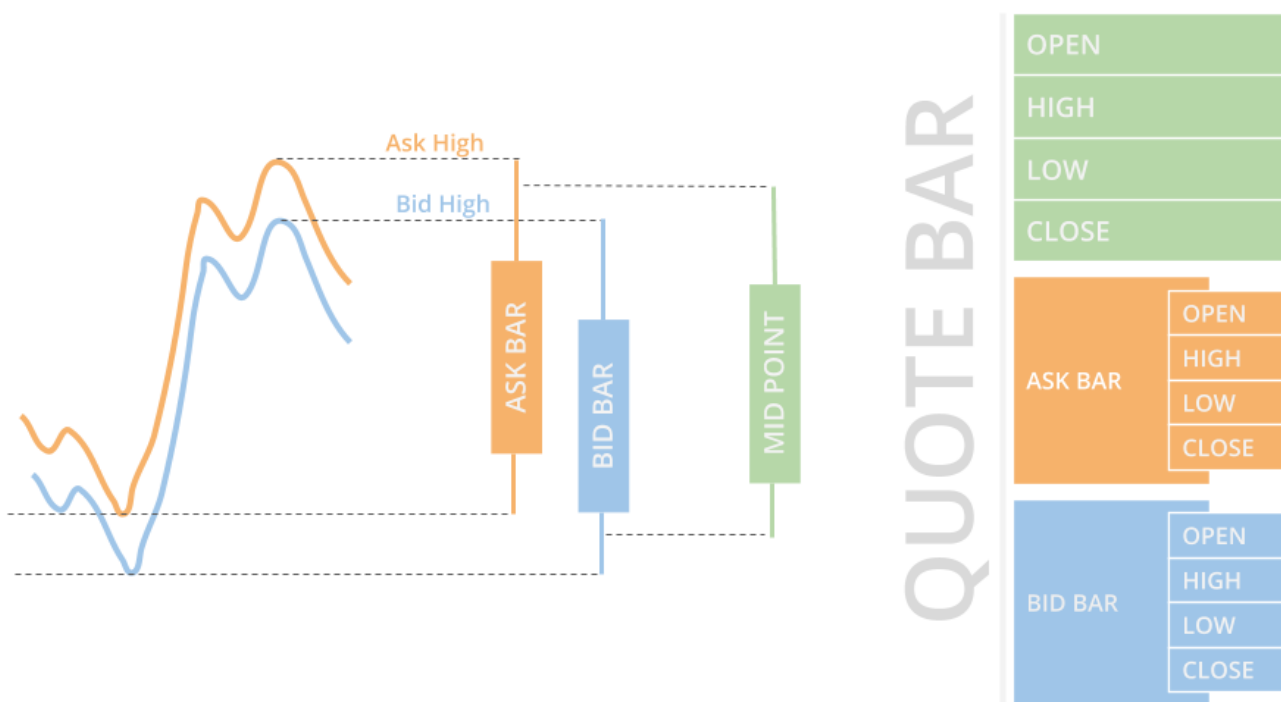 Ask High
Bid High
ASK BAR
BID BAR
MID POINT
QUOTE BAR
OPEN
HIGH
LOW
CLOSE
ASK BAR
OPEN
HIGH
LOW
CLOSE
BID BAR
OPEN
HIGH
LOW
CLOSE